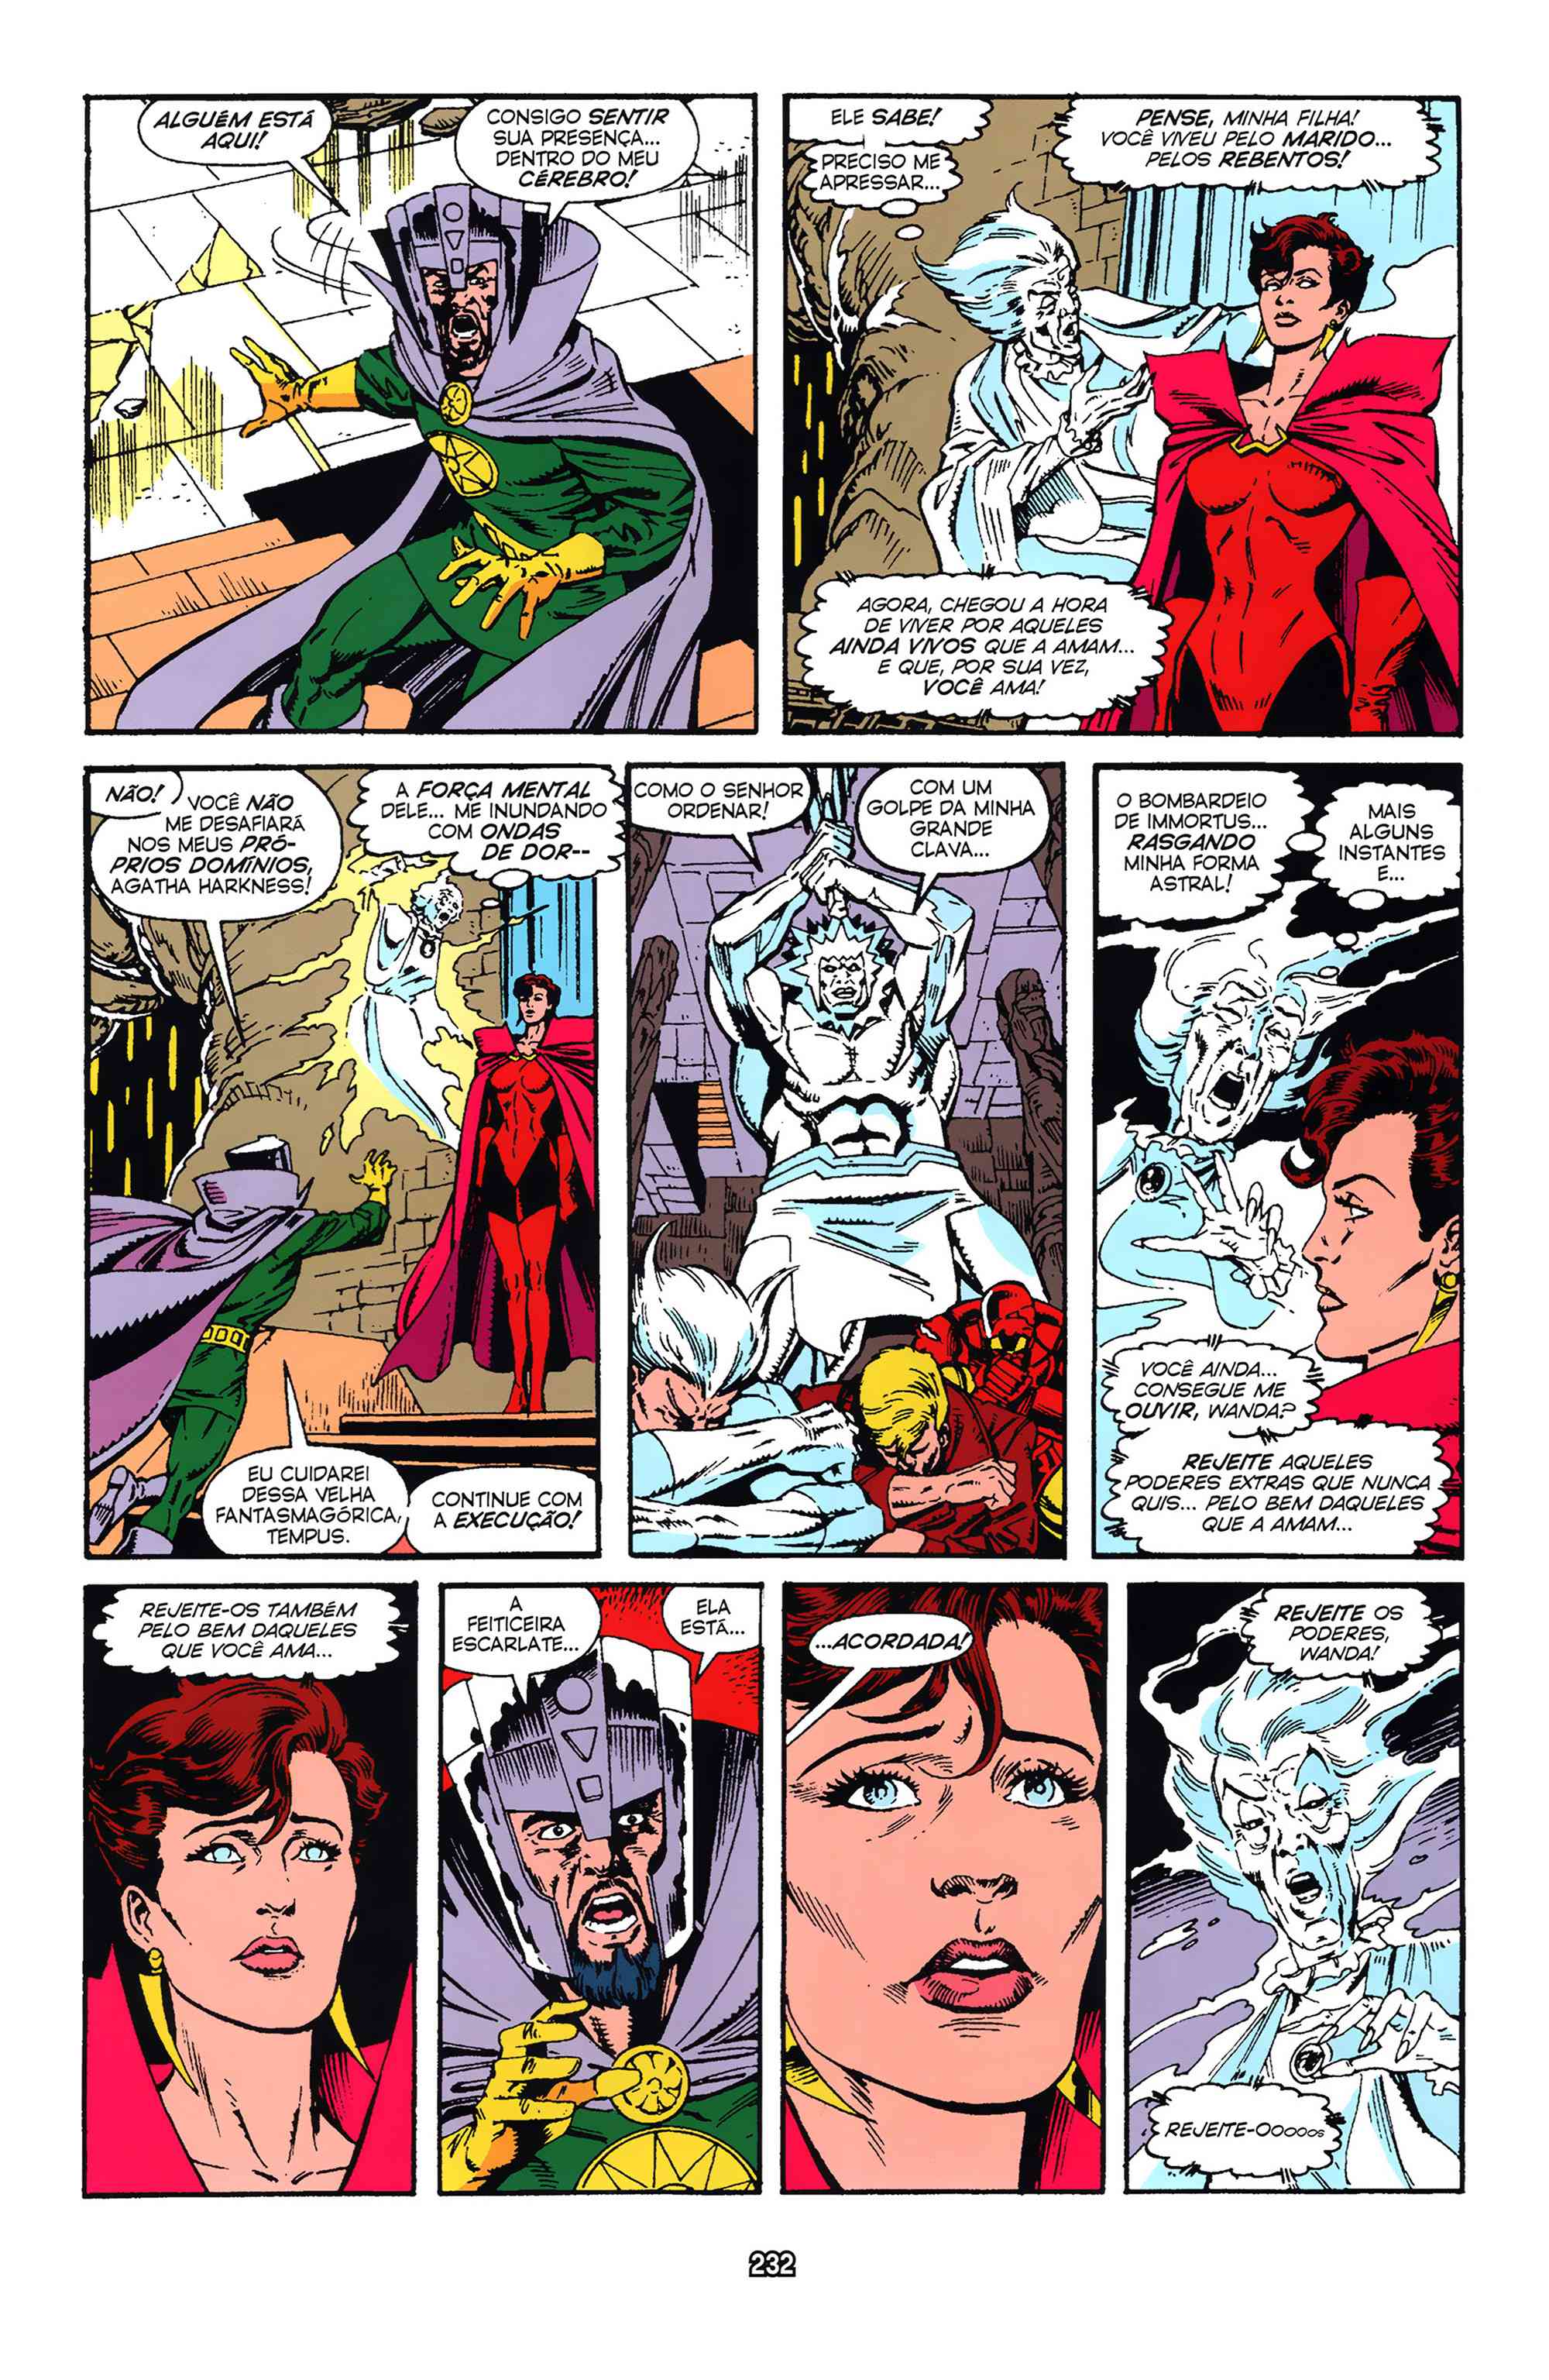 ALGUÉM ESTÁ
AQUI!
CONSIGO SENTIR
SUA PRESENÇA...
DENTRO DO MEU
CÉREBRO!
ELE SABE!
PRECISO ME
APRESSAR...
PENSE, MINHA FILHA!
VOCÊ VIVEU PELO MARIDO...
PELOS REBENTOS!
AGORA, CHEGOU A HORA
DE VIVER POR AQUELES
AINDA VIVOS QUE A AMAM...
E QUE, POR SUA VEZ,
VOCÊ AMA!
NÃO!
VOCÊ NÃO
ME DESAFIARÁ
NOS MEUS PRÓ-
PRIOS DOMÍNIOS,
AGATHA HARKNESS!
A FORÇA MENTAL
DELE... ME INUNDANDO
COM ONDAS
DE DOR--
EU CUIDAREI
DESSA VELHA
FANTASMAGÓRICA,
TEMPUS.
CONTINUE COM
A EXECUÇÃO!
COMO O SENHOR
ORDENAR!
COM UM
GOLPE DA MINHA
GRANDE
CLAVA...
O BOMBARDEIO
DE IMMORTUS...
RASGANDO
MINHA FORMA
ASTRAL!
MAIS
ALGUNS
INSTANTES
E...
VOCÊ AINDA...
CONSEGUE ME
OUVIR, WANDA?
REJEITE AQUELES
PODERES EXTRAS QUE NUNCA
QUIS... PELO BEM DAQUELES
QUE A AMAM...
REJEITE-OS TAMBÉM
PELO BEM DAQUELES
QUE VOCÊ AMA...
A
FEITICEIRA
ESCARLATE...
ELA
ESTÁ...
...ACORDADA!
REJEITE OS
PODERES,
WANDA!
REJEITE-OOOOOS
232